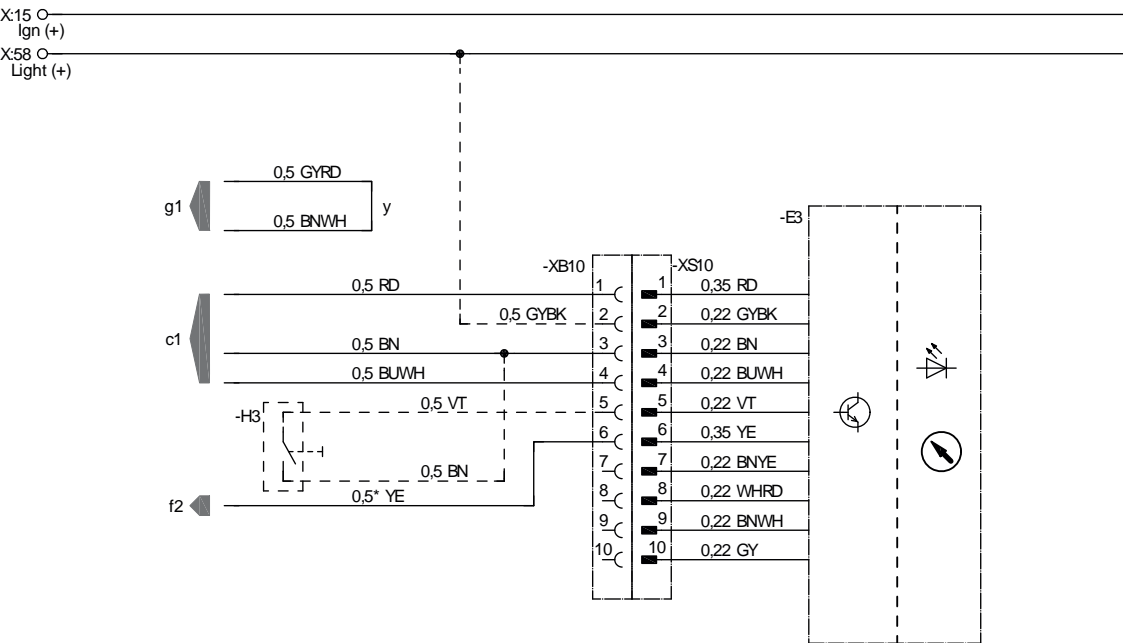 X:15
Ign (+)
X:58
Light (+)
0,5 GYRD
g1
y
0,5 BNWH
-E3
-XB10
-XS10
0,5 RD
1
1
0,35 RD
0,5 GYBK
2
2
0,22 GYBK
c1
0,5 BN
3
3
0,22 BN
0,5 BUWH
4
4
0,22 BUWH
-H3
0,5 VT
5
5
0,22 VT
6
6
0,35 YE
0,5 BN
7
7
0,22 BNYE
f2
0,5* YE
8
8
0,22 WHRD
9
9
0,22 BNWH
10
10
0,22 GY